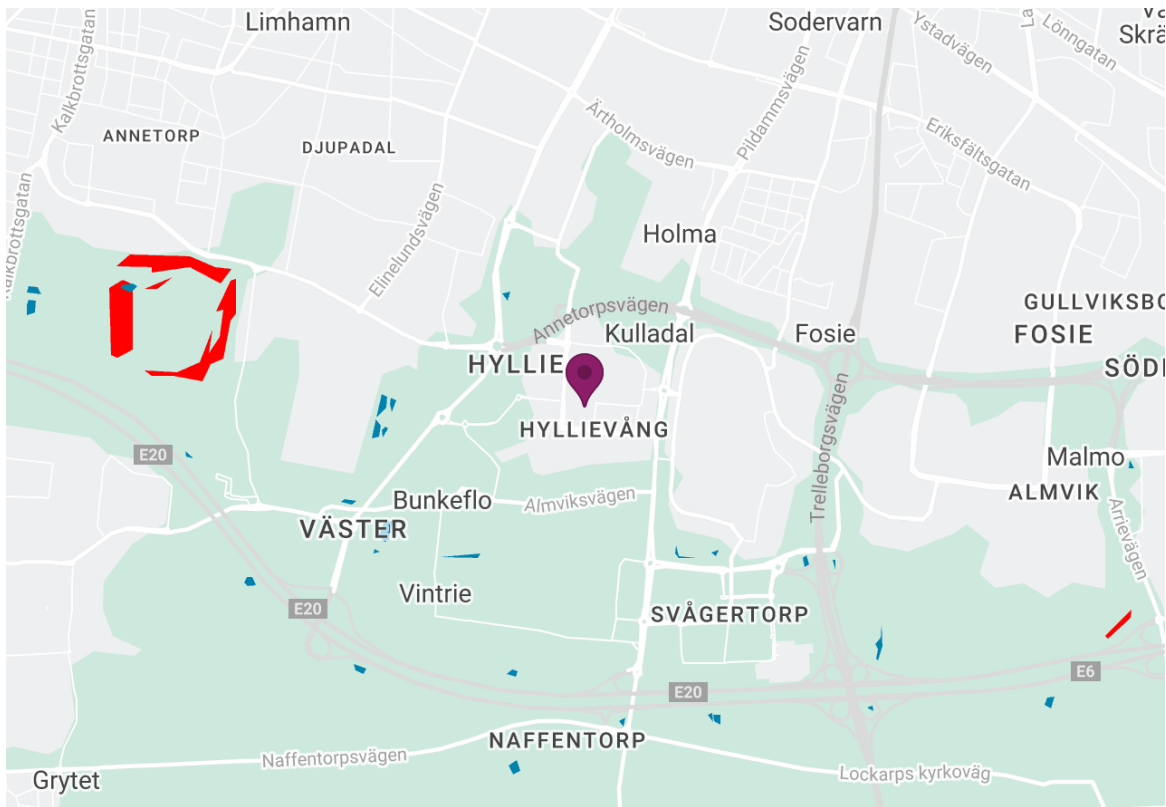 Limhamn
Sodervarn
Kalkbrottsgatan
Ystadvägen
Lönngatan
ANNETORP
DJUPADAL
Ärtholmsvägen
Pildammsvägen
Eriksfältsgatan
Kalkbrottsgatan
Elinelundsvägen
Holma
Annetorpsvägen
Kulladal
Fosie
GULLVIKSBO
FOSIE
HYLLIE
SÖD
HYLLIEVÅNG
Trelleborgsvägen
E20
Malmo
Bunkeflo
Almviksvägen
ALMVIK
VÄSTER
Arrievägen
Vintrie
E20
SVÅGERTORP
E20
E6
NAFFENTORP
Naffentorpsvägen
Grytet
Lockarps kyrkoväg